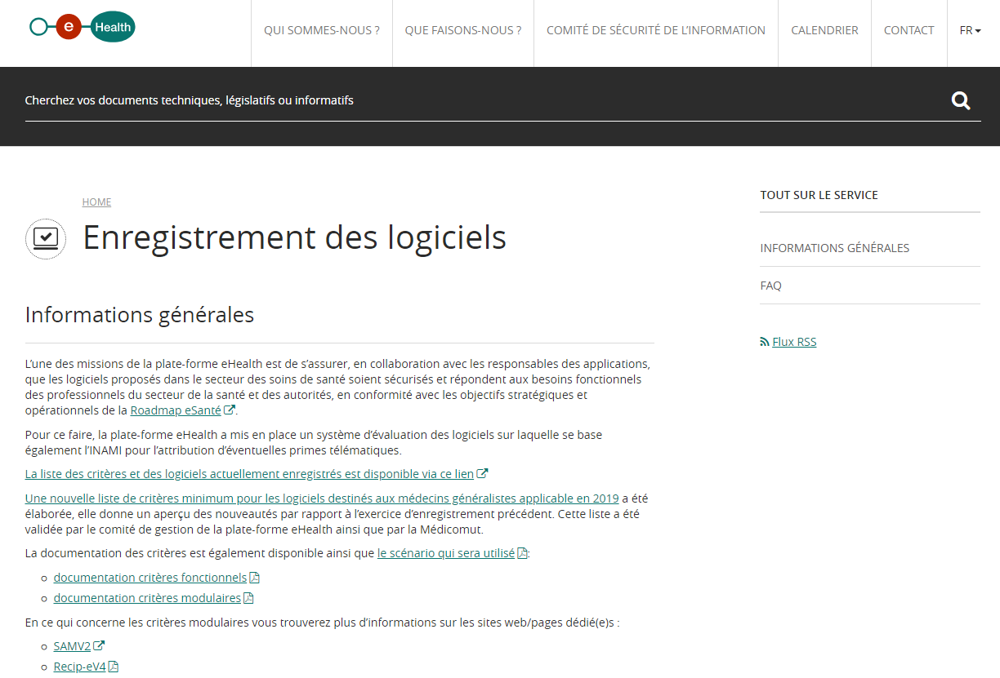 e Health
QUI SOMMES-NOUS ?
QUE FAISONS-NOUS ?
COMITÉ DE SÉCURITÉ DE L’INFORMATION
CALENDRIER
CONTACT
FR
Cherchez vos documents techniques, législatifs ou informatifs
HOME
Enregistrement des logiciels
Informations générales
L’une des missions de la plate-forme eHealth est de s’assurer, en collaboration avec les responsables des applications,
que les logiciels proposés dans le secteur des soins de santé soient sécurisés et répondent aux besoins fonctionnels
des professionnels du secteur de la santé et des autorités, en conformité avec les objectifs stratégiques et
opérationnels de la Roadmap eSanté.
Pour ce faire, la plate-forme eHealth a mis en place un système d’évaluation des logiciels sur laquelle se base
également l’INAMI pour l’attribution d’éventuelles primes télématiques.
La liste des critères et des logiciels actuellement enregistrés est disponible via ce lien
Une nouvelle liste de critères minimum pour les logiciels destinés aux médecins généralistes applicable en 2019 a été
élaborée, elle donne un aperçu des nouveautés par rapport à l’exercice d’enregistrement précédent. Cette liste a été
validée par le comité de gestion de la plate-forme eHealth ainsi que par la Médicomut.
La documentation des critères est également disponible ainsi que le scénario qui sera utilisé:
documentation critères fonctionnels
documentation critères modulaires
En ce qui concerne les critères modulaires vous trouverez plus d’informations sur les sites web/pages dédié(e)s :
SAMV2
Recip-eV4
TOUT SUR LE SERVICE
INFORMATIONS GÉNÉRALES
FAQ
Flux RSS